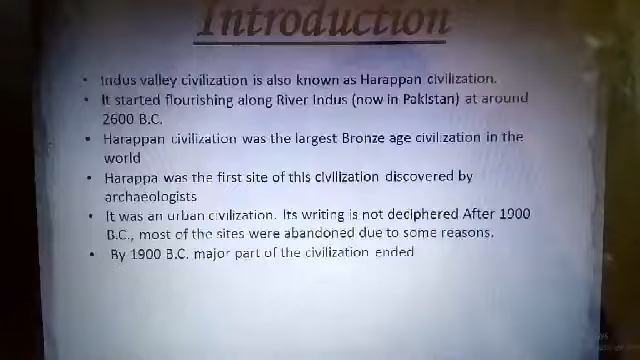 Introduction
• Indus valley civilization is also known as Harappan civilization.
• It started flourishing along River Indus (now in Pakistan) at around
2600 B.C.
• Harappan civilization was the largest Bronze age civilization in the
world
• Harappa was the first site of this civilization discovered by
archaeologists
• It was an urban civilization. Its writing is not deciphered After 1900
B.C., most of the sites were abandoned due to some reasons.
• By 1900 B.C. major part of the civilization ended